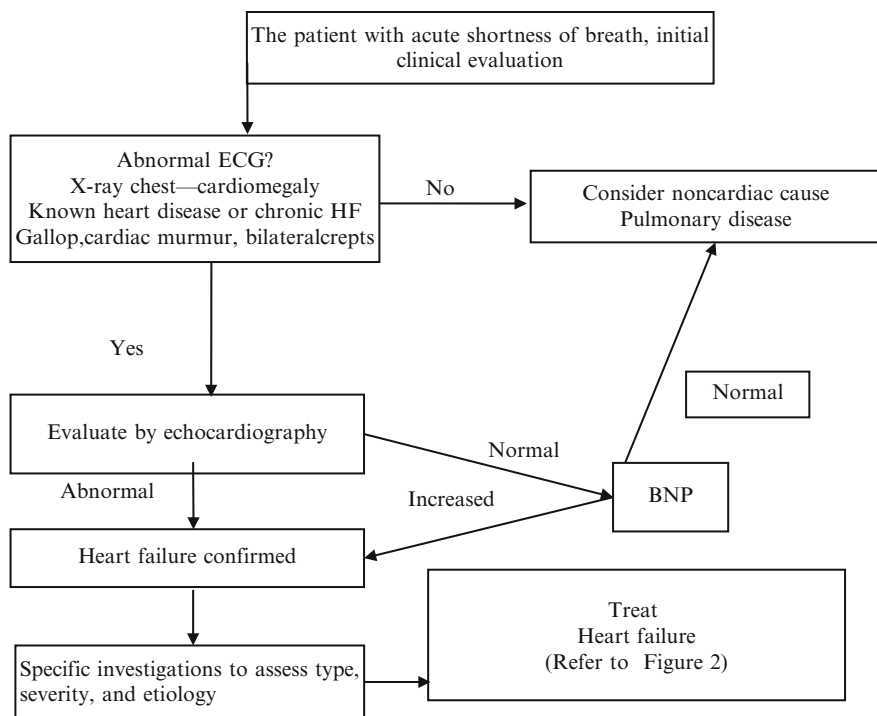 The patient with acute shortness of breath, initial
clinical evaluation
Abnormal ECG?
X-ray chest—cardiomegaly
Known heart disease or chronic HF
Gallop,cardiac murmur, bilateralcrepts
No
Consider noncardiac cause
Pulmonary disease
Yes
Normal
Evaluate by echocardiography
Normal
Abnormal
Increased
BNP
Heart failure confirmed
Treat
Heart failure
(Refer to Figure 2)
Specific investigations to assess type,
severity, and etiology